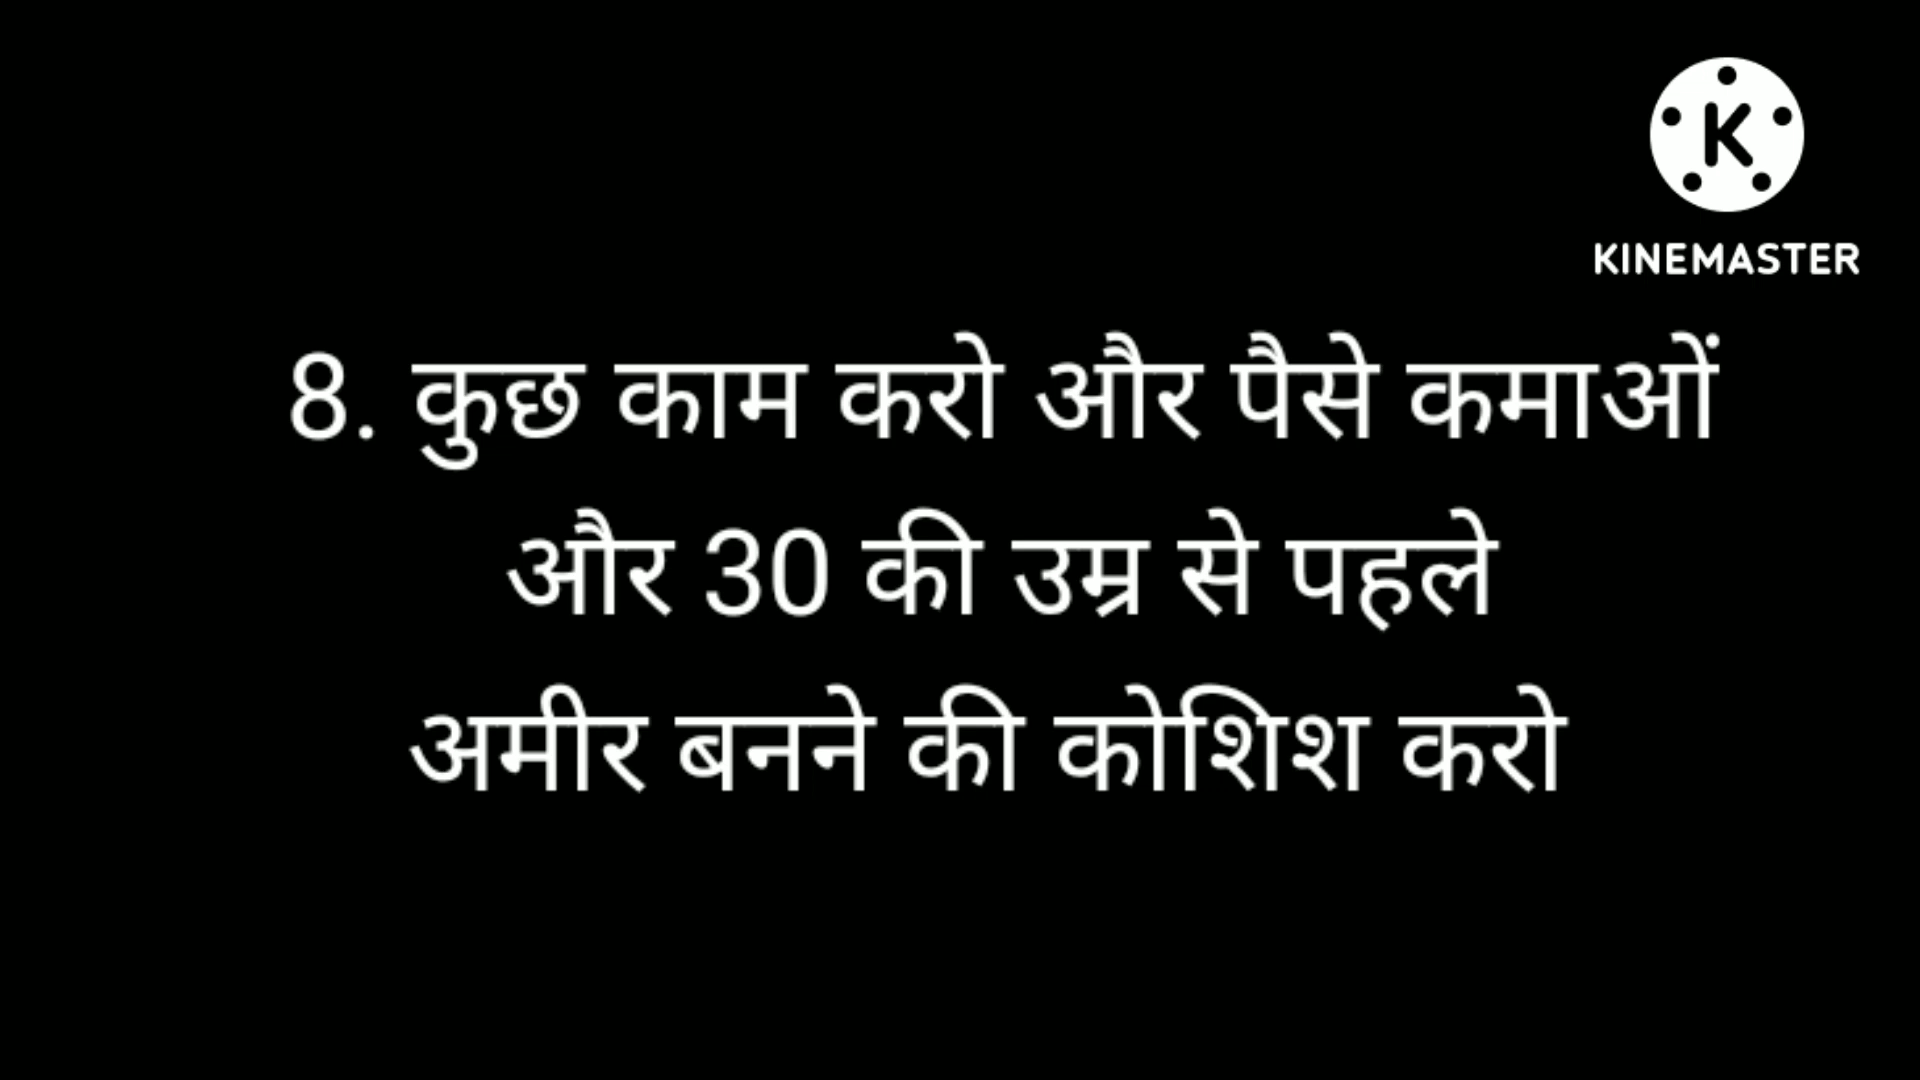 KINEMASTER
8. कुछ काम करो और पैसे कमाओं
और 30 की उम्र से पहले
अमीर बनने की कोशिश करो